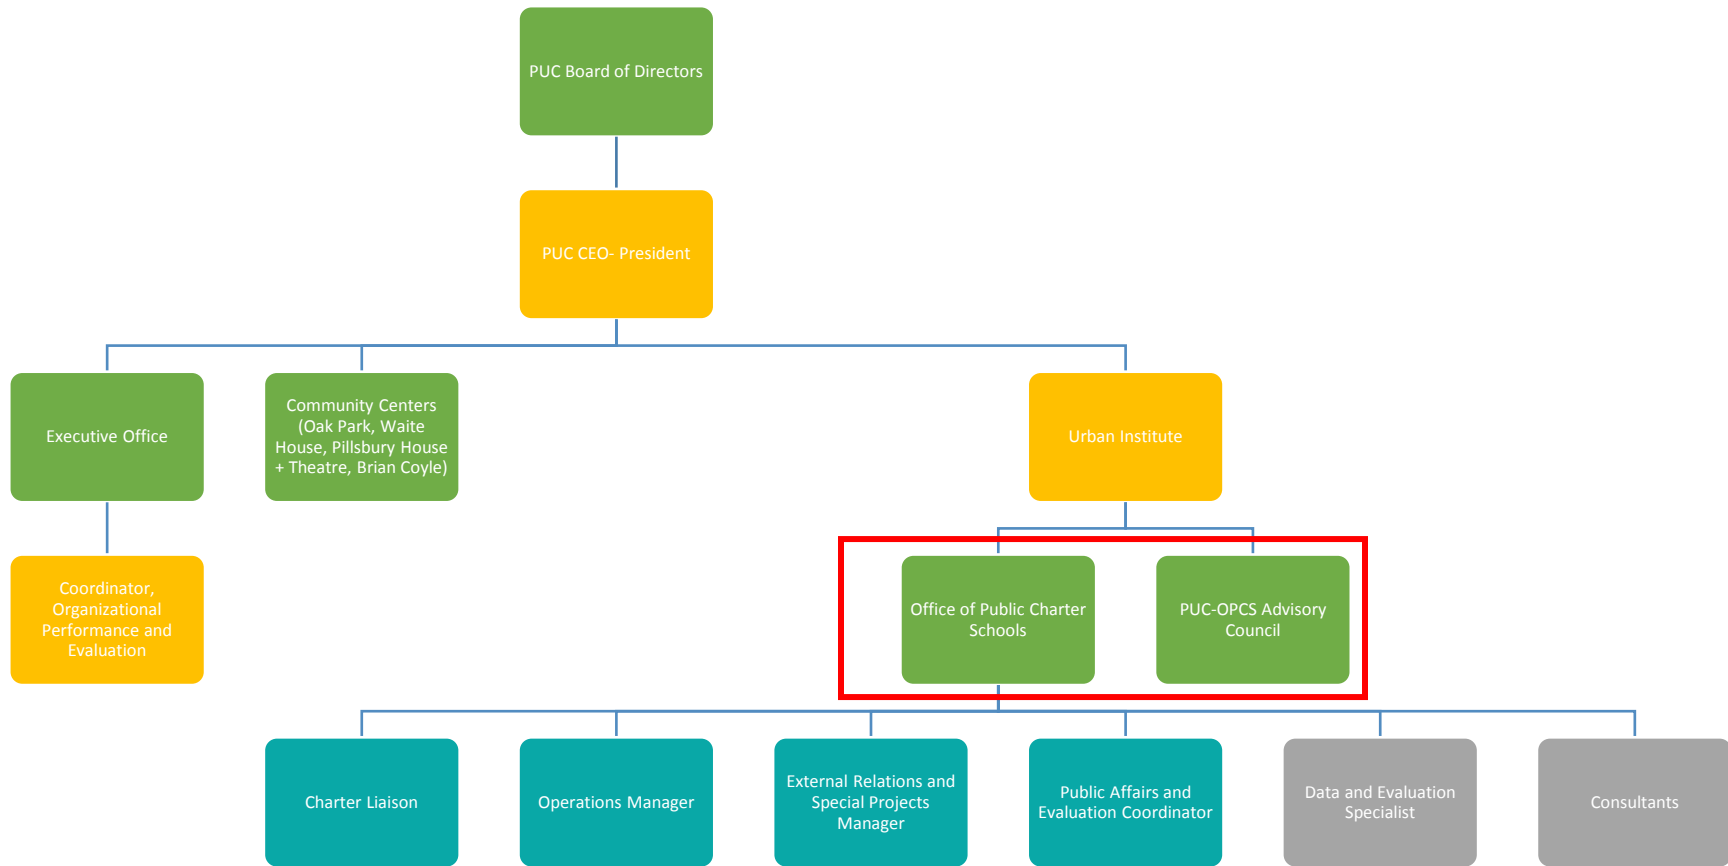 PUC Board of Directors
PUC CEO- President
Executive Office
Community Centers
(Oak Park, Waite
House, Pillsbury House
+ Theatre, Brian Coyle)
Urban Institute
Coordinator,
Organizational
Performance and
Evaluation
Office of Public Charter
Schools
PUC-OPCS Advisory
Council
Charter Liaison
Operations Manager
External Relations and
Special Projects
Manager
Public Affairs and
Evaluation Coordinator
Data and Evaluation
Specialist
Consultants